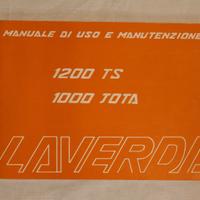 MANUALE DI USO E MANUTENZIONE
1200 TS
1000 TOTA
LAVERDA